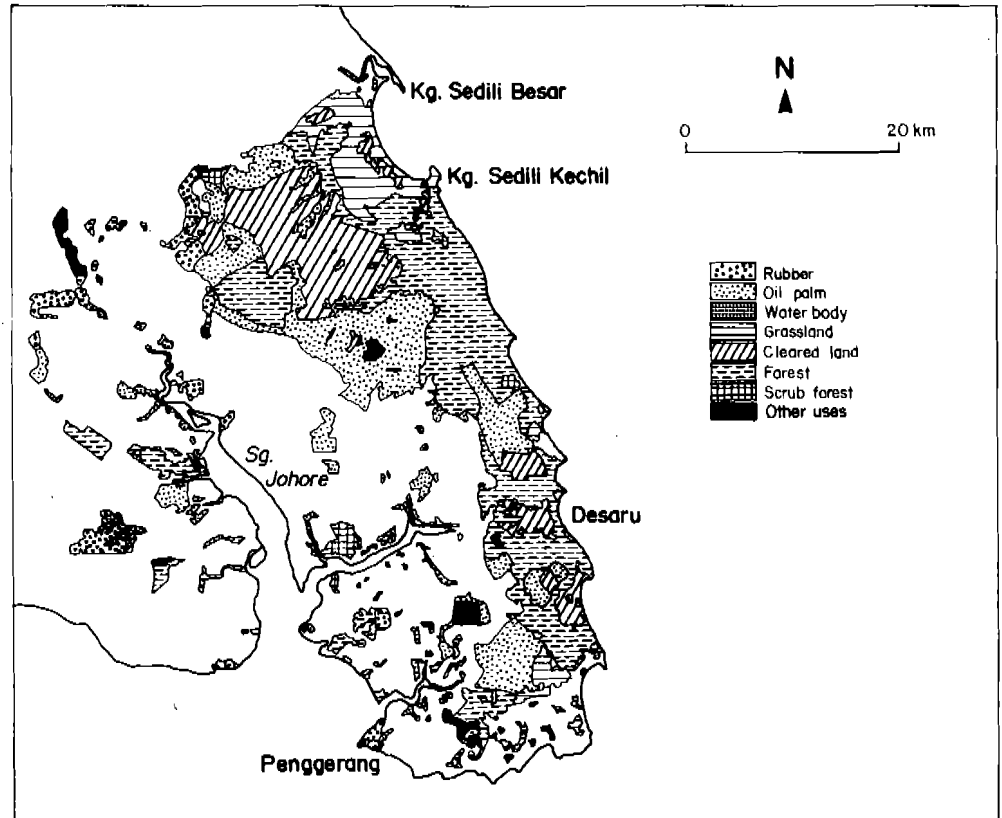 Kg. Sedili Besar
N
0 20 km
Kg. Sedili Kechil
Rubber
Oil palm
Water body
Grassland
Cleared land
Forest
Scrub forest
Other uses
Sg.
Johore
Desaru
Penggerang